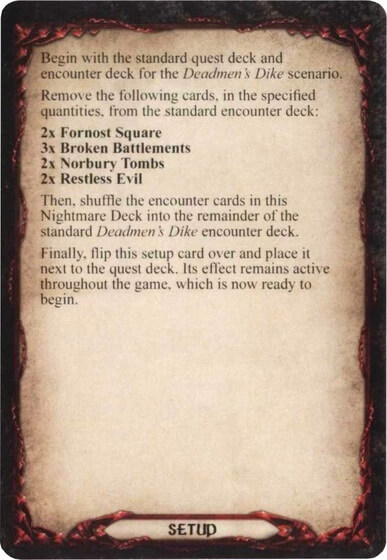 Begin with the standard quest deck and
encounter deck for the Deadmen's Dike scenario.
Remove the following cards, in the specified
quantities, from the standard encounter deck:
2x Fornost Square
3x Broken Battlements
2x Norbury Tombs
2x Restless Evil
Then, shuffle the encounter cards in this
Nightmare Deck into the remainder of the
standard Deadmen's Dike encounter deck.
Finally, flip this setup card over and place it
next to the quest deck. Its effect remains active
throughout the game, which is now ready to
begin.
SETUP